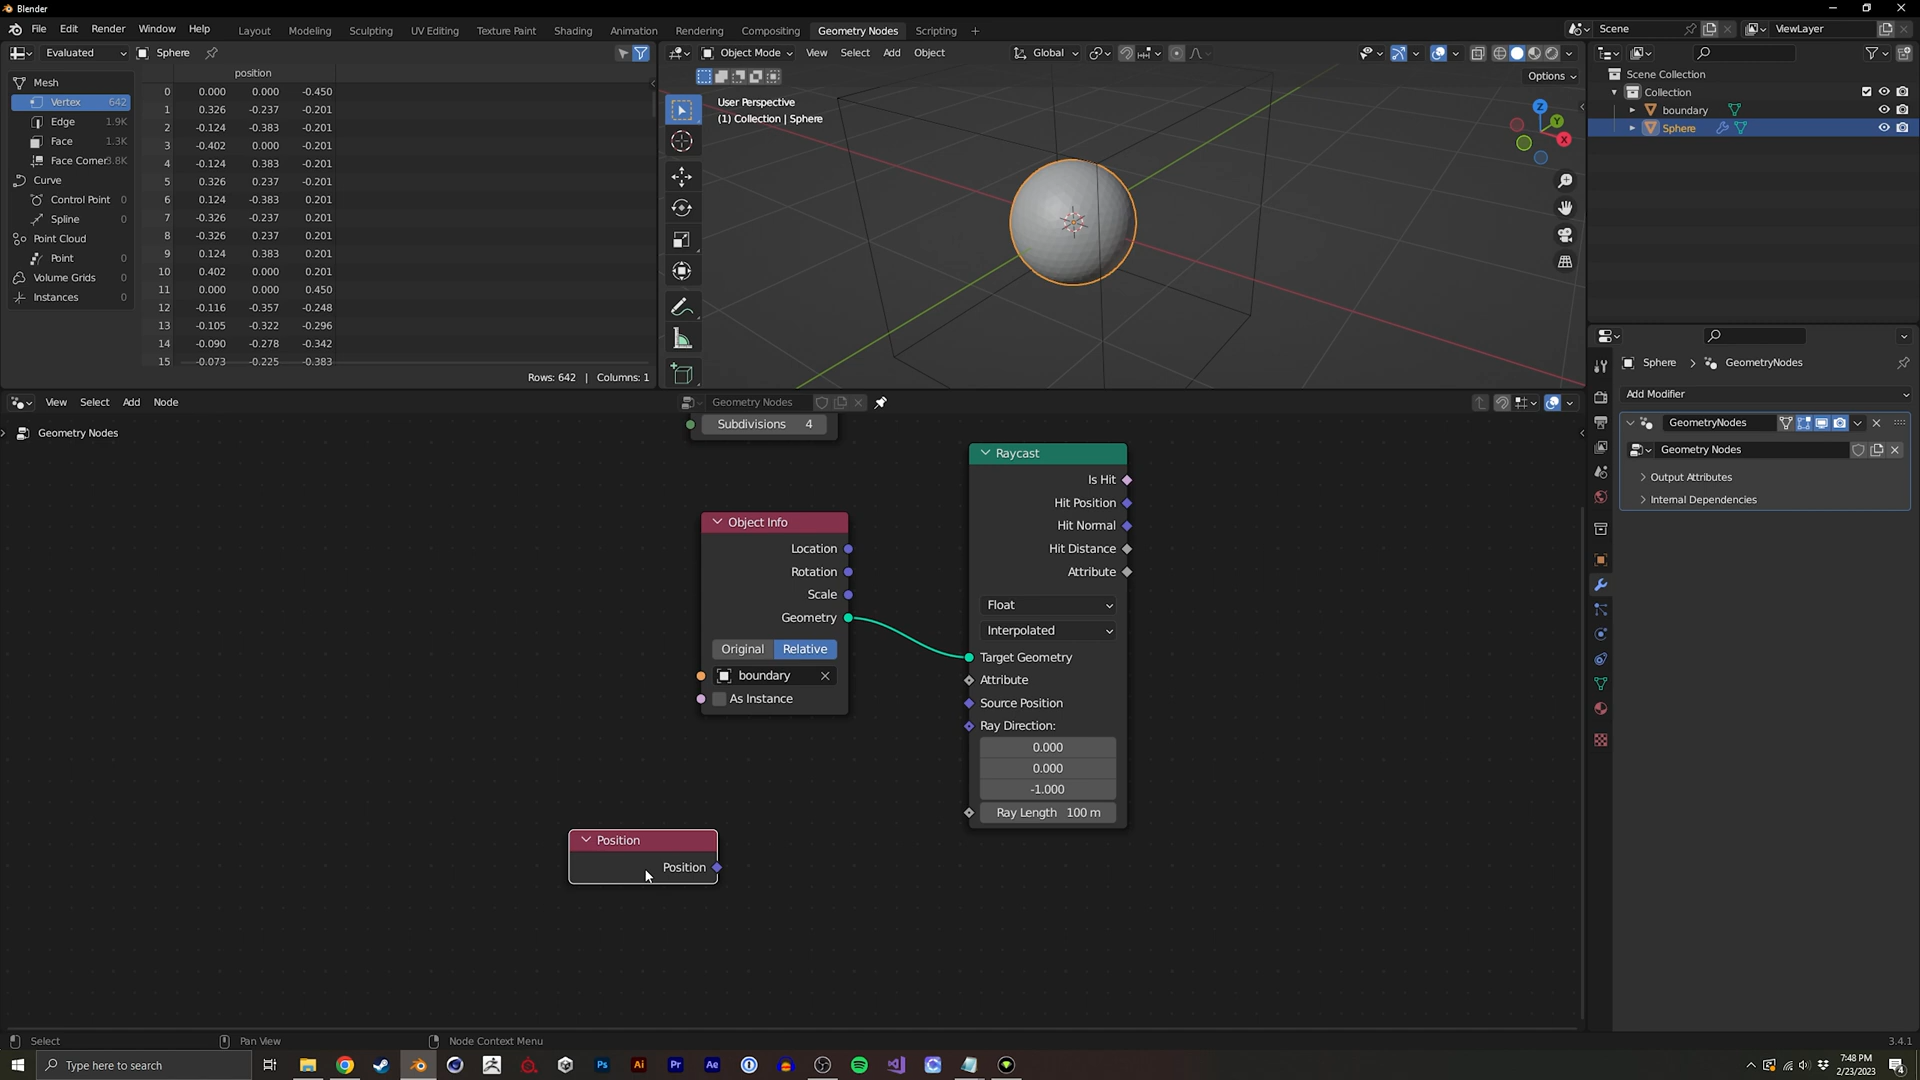 Blender
File Edit Render Window Help
Layout Modeling Sculpting UV Editing Texture Paint Shading Animation Rendering Compositing Geometry Nodes Scripting +
Scene
ViewLayer
Evaluated
Sphere
Mesh
Vertex 642
Edge 1.9K
Face 1.3K
Face Corner 3.8K
Curve
Control Point 0
Spline 0
Point Cloud
Point 0
Volume Grids 0
Instances 0
position
0 0.000 0.000 -0.450
1 0.326 -0.237 -0.201
2 -0.124 -0.383 -0.201
3 -0.402 0.000 -0.201
4 -0.124 0.383 -0.201
5 0.326 0.237 -0.201
6 0.124 -0.383 0.201
7 -0.326 -0.237 0.201
8 -0.326 0.237 0.201
9 0.124 0.383 0.201
10 0.402 0.000 0.201
11 0.000 0.000 0.450
12 -0.116 -0.357 -0.248
13 -0.105 -0.322 -0.296
14 -0.090 -0.278 -0.342
15 -0.073 -0.225 -0.383
Rows: 642 | Columns: 1
Object Mode
View Select Add Object
Global
Options
User Perspective
(1) Collection | Sphere
Z
Y
X
Scene Collection
Collection
boundary
Sphere
Sphere > GeometryNodes
Add Modifier
GeometryNodes
Geometry Nodes
Output Attributes
Internal Dependencies
View Select Add Node
Geometry Nodes
Geometry Nodes
Subdivisions 4
Object Info
Location
Rotation
Scale
Geometry
Original Relative
boundary
As Instance
Raycast
Is Hit
Hit Position
Hit Normal
Hit Distance
Attribute
Float
Interpolated
Target Geometry
Attribute
Source Position
Ray Direction:
0.000
0.000
-1.000
Ray Length 100 m
Position
Position
Select
Pan View
Node Context Menu
3.4.1
Type here to search
Ps
Ai
Pr
Ae
7:48 PM
2/23/2023
4